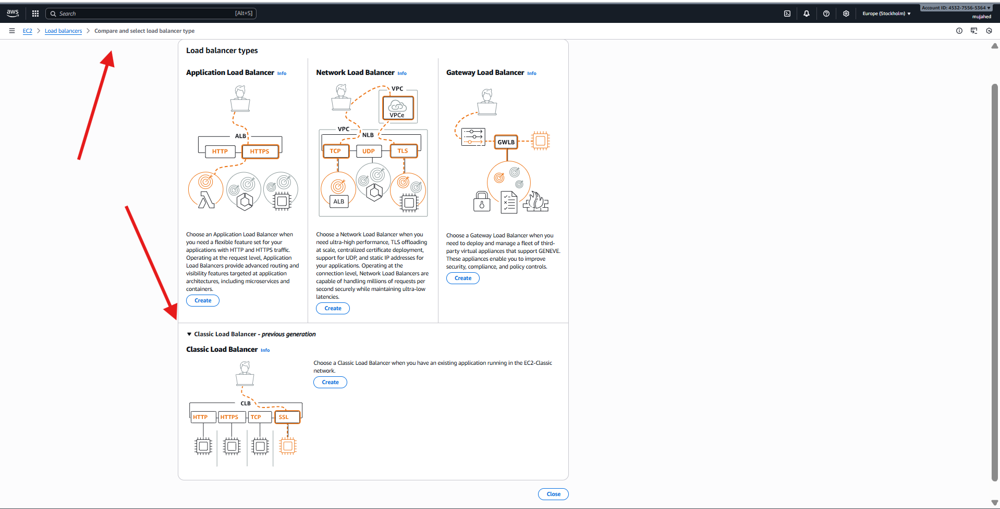 aws
Search
[Alt+S]
Europe (Stockholm) ▼
Account ID: 4532-7556-5364 ▼
mujahed
EC2 > Load balancers > Compare and select load balancer type
Load balancer types
Application Load Balancer Info
ALB
HTTP
HTTPS
Choose an Application Load Balancer when
you need a flexible feature set for your
applications with HTTP and HTTPS traffic.
Operating at the request level, Application
Load Balancers provide advanced routing and
visibility features targeted at application
architectures, including microservices and
containers.
Create
Network Load Balancer Info
VPC
VPCe
VPC
NLB
TCP
UDP
TLS
ALB
Choose a Network Load Balancer when you
need ultra-high performance, TLS offloading
at scale, centralized certificate deployment,
support for UDP, and static IP addresses for
your applications. Operating at the
connection level, Network Load Balancers are
capable of handling millions of requests per
second securely while maintaining ultra-low
latencies.
Create
Gateway Load Balancer Info
GWLB
Choose a Gateway Load Balancer when you
need to deploy and manage a fleet of third-
party virtual appliances that support GENEVE.
These appliances enable you to improve
security, compliance, and policy controls.
Create
▼ Classic Load Balancer - previous generation
Classic Load Balancer Info
CLB
HTTP
HTTPS
TCP
SSL
Choose a Classic Load Balancer when you have an existing application running in the EC2-Classic
network.
Create
Close